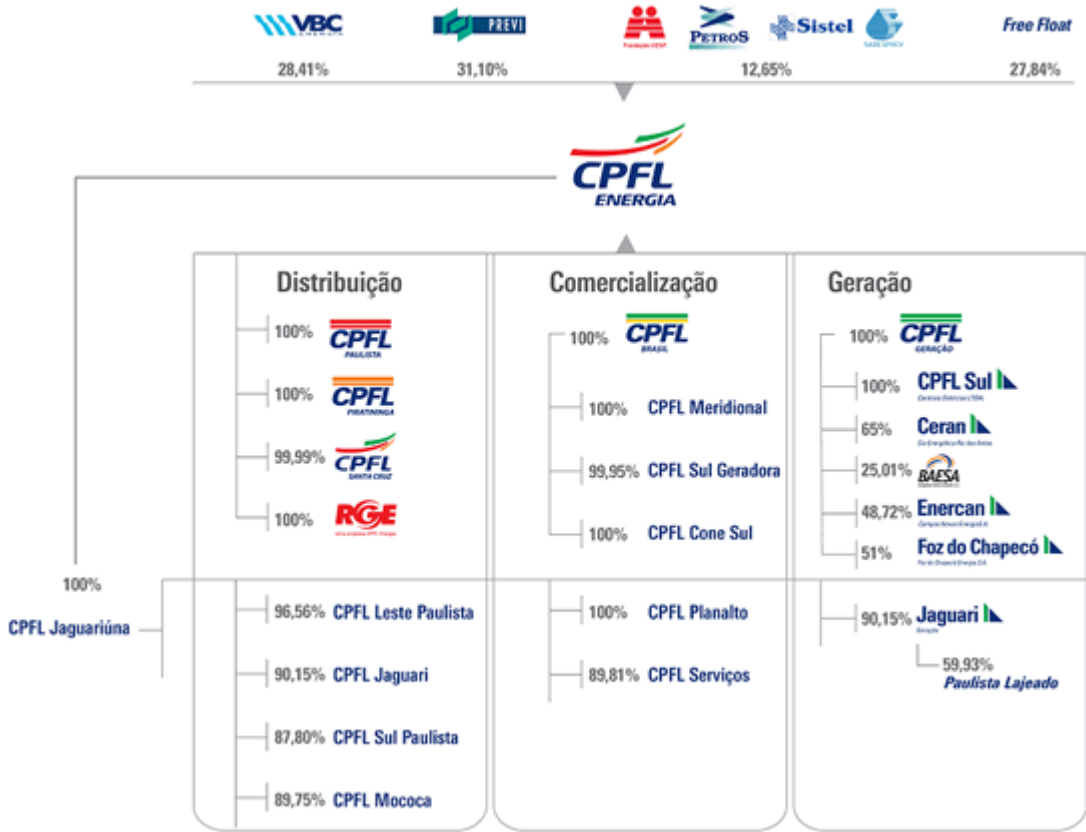 VBC
ENERGIA
PREVI
Fundação CESP
PETROS
Sistel
SABESPREV
Free Float
28,41%
31,10%
12,65%
27,84%
CPFL
ENERGIA
Distribuição
Comercialização
Geração
100%
CPFL
PAULISTA
100%
CPFL
PIRATININGA
99,99%
CPFL
SANTA CRUZ
100%
RGE
100%
CPFL
BRASIL
100% CPFL Meridional
99,95% CPFL Sul Geradora
100% CPFL Cone Sul
100%
CPFL
GERAÇÃO
100% CPFL Sul
65% Ceran
25,01% BAESA
48,72% Enercan
51% Foz do Chapecó
100%
CPFL Jaguariúna
96,56% CPFL Leste Paulista
90,15% CPFL Jaguari
87,80% CPFL Sul Paulista
89,75% CPFL Mococa
100% CPFL Planalto
89,81% CPFL Serviços
90,15% Jaguari
Geração
59,93%
Paulista Lajeado